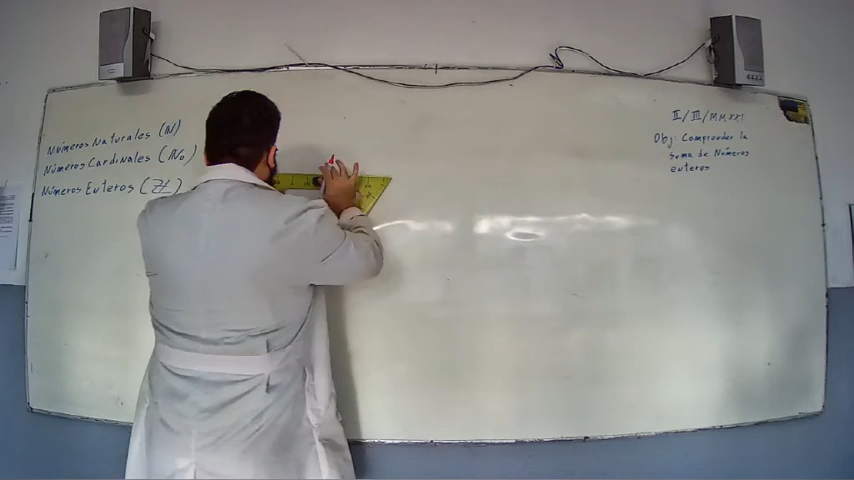 Números Naturales (N)
Números Cardinales (N₀)
Números Enteros (Z)
II/III/MMXXI
Obj: Comprender la
suma de Números
enteros